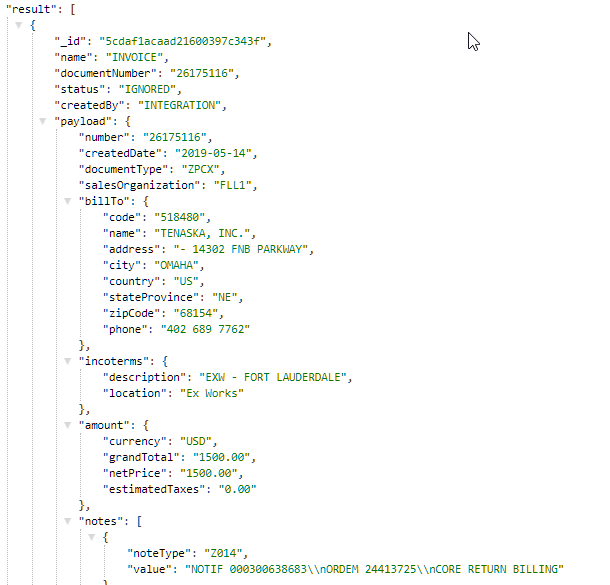 "result": [
{
"_id": "5cdaf1acaad21600397c343f",
"name": "INVOICE",
"documentNumber": "26175116",
"status": "IGNORED",
"createdBy": "INTEGRATION",
"payload": {
"number": "26175116",
"createdDate": "2019-05-14",
"documentType": "ZPCX",
"salesOrganization": "FLL1",
"billTo": {
"code": "518480",
"name": "TENASKA, INC.",
"address": "- 14302 FNB PARKWAY",
"city": "OMAHA",
"country": "US",
"stateProvince": "NE",
"zipCode": "68154",
"phone": "402 689 7762"
},
"incoterms": {
"description": "EXW - FORT LAUDERDALE",
"location": "Ex Works"
},
"amount": {
"currency": "USD",
"grandTotal": "1500.00",
"netPrice": "1500.00",
"estimatedTaxes": "0.00"
},
"notes": [
{
"noteType": "Z014",
"value": "NOTIF 000300638683\\nORDEM 24413725\\nCORE RETURN BILLING"
}